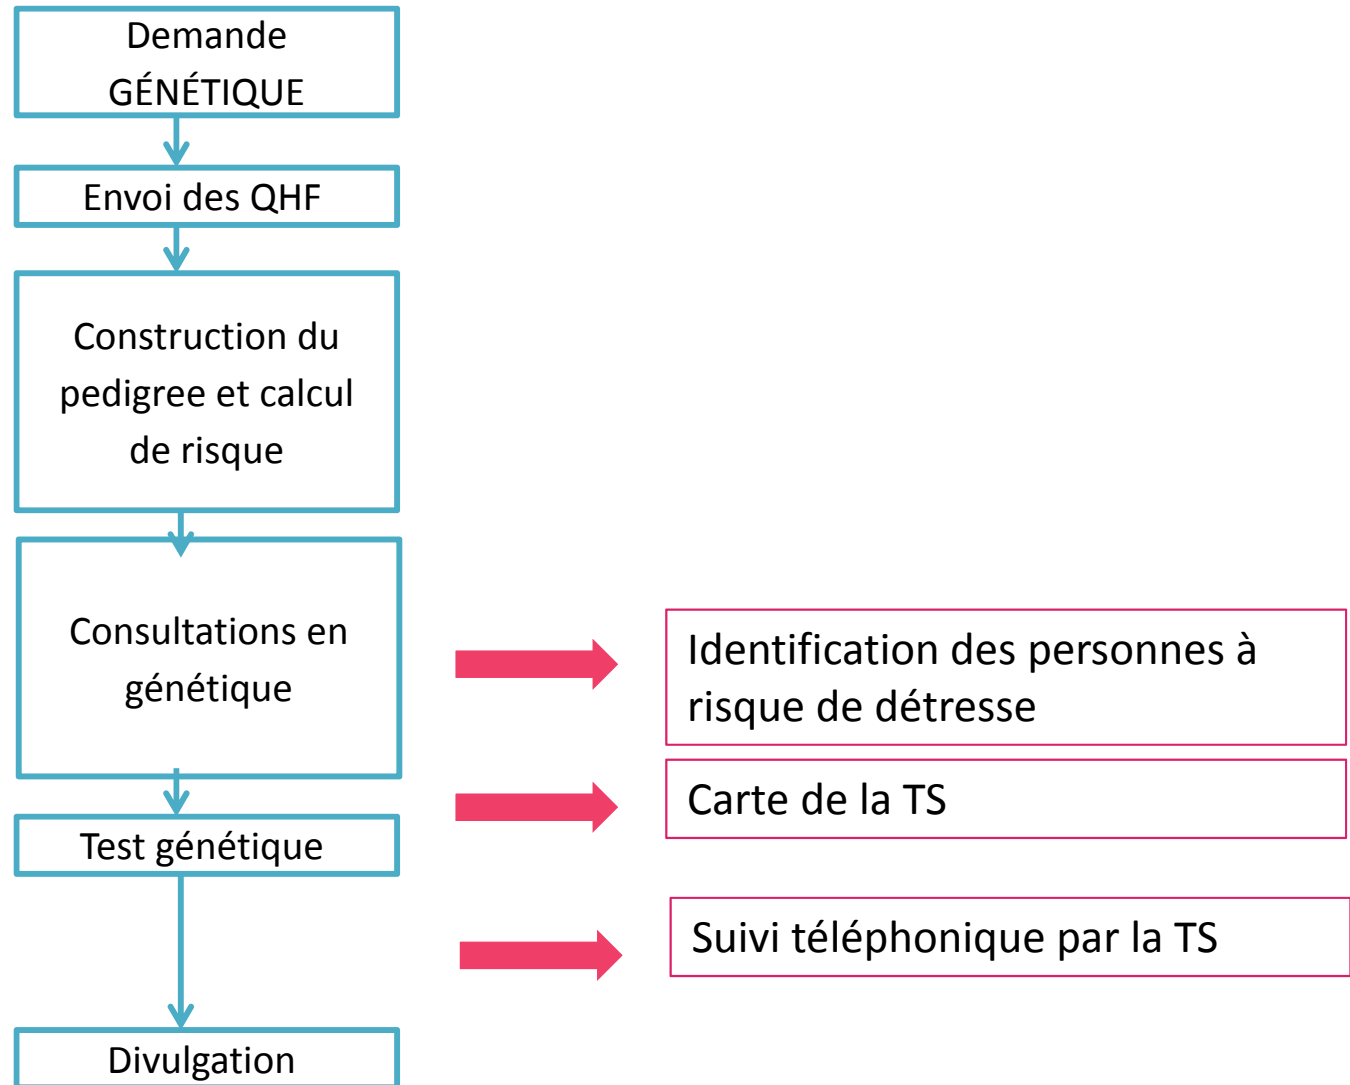 Demande
GÉNÉTIQUE
Envoi des QHF
Construction du
pedigree et calcul
de risque
Consultations en
génétique
Identification des personnes à
risque de détresse
Carte de la TS
Test génétique
Suivi téléphonique par la TS
Divulgation